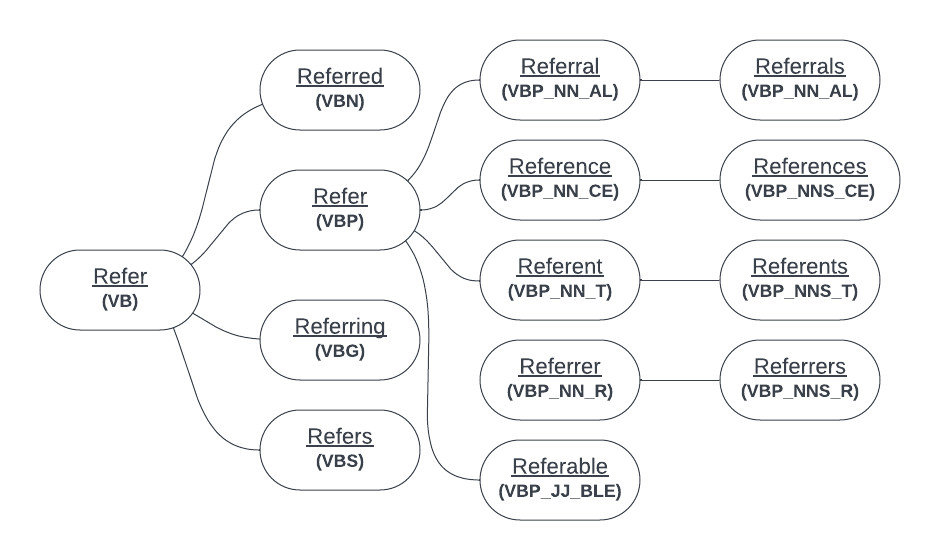 Refer
(VB)
Referred
(VBN)
Refer
(VBP)
Referring
(VBG)
Refers
(VBS)
Referral
(VBP_NN_AL)
Referrals
(VBP_NN_AL)
Reference
(VBP_NN_CE)
References
(VBP_NNS_CE)
Referent
(VBP_NN_T)
Referents
(VBP_NNS_T)
Referrer
(VBP_NN_R)
Referrers
(VBP_NNS_R)
Referable
(VBP_JJ_BLE)